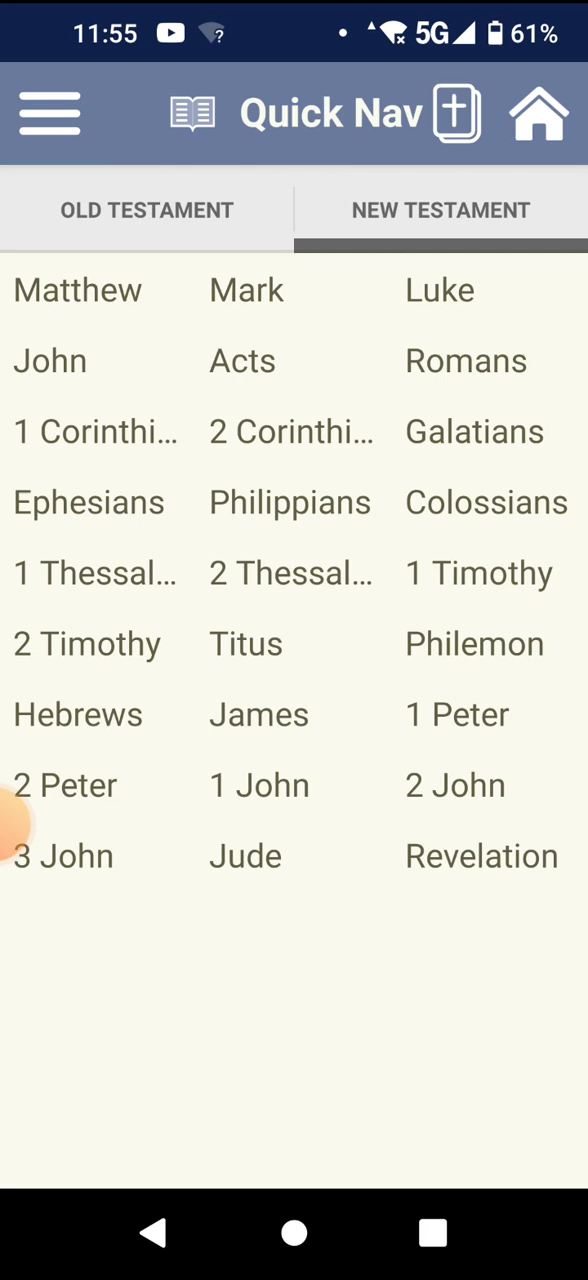 11:55 ? 5G 61%
Quick Nav
OLD TESTAMENT NEW TESTAMENT
Matthew Mark Luke
John Acts Romans
1 Corinthi... 2 Corinthi... Galatians
Ephesians Philippians Colossians
1 Thessal... 2 Thessal... 1 Timothy
2 Timothy Titus Philemon
Hebrews James 1 Peter
2 Peter 1 John 2 John
3 John Jude Revelation